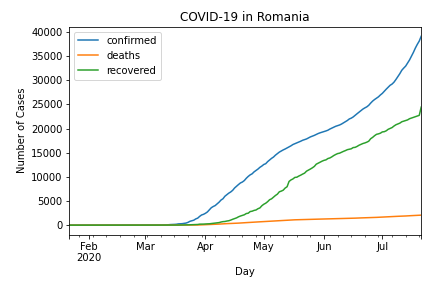 COVID-19 in Romania
40000
35000
30000
25000
20000
15000
10000
5000
0
Number of Cases
confirmed
deaths
recovered
Feb
2020
Mar
Apr
May
Jun
Jul
Day